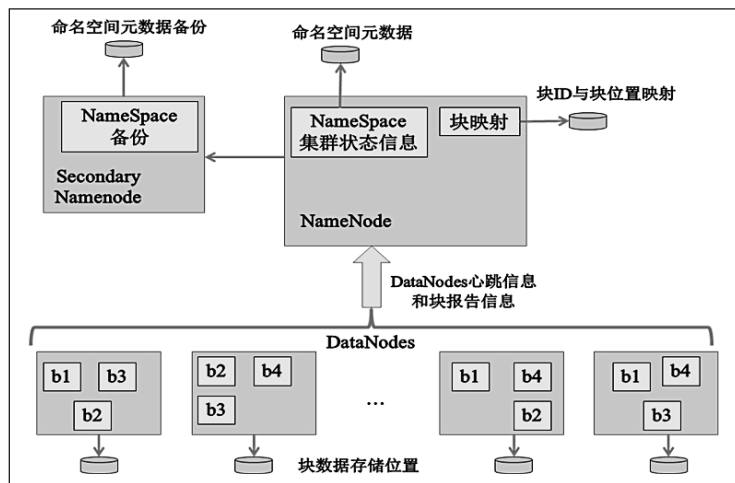 命名空间元数据备份
命名空间元数据
NameSpace
备份
Secondary
Namenode
NameSpace
集群状态信息
块映射
块ID与块位置映射
NameNode
DataNodes心跳信息
和块报告信息
DataNodes
b1 b3
b2
b2 b4
b3
...
b1 b4
b2
b1 b4
b3
块数据存储位置